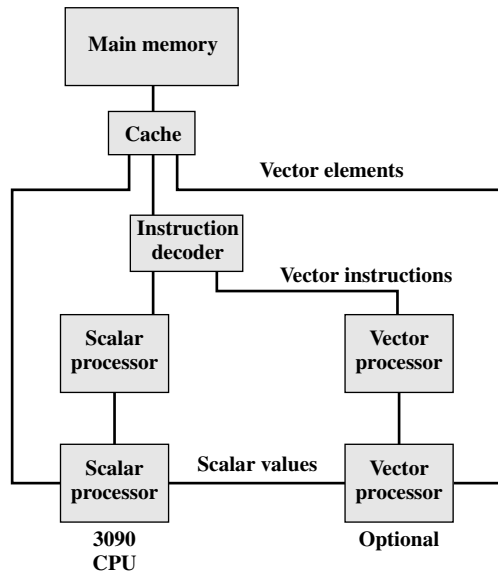 Main memory
Cache
Vector elements
Instruction
decoder
Vector instructions
Scalar
processor
Vector
processor
Scalar
processor
Scalar values
Vector
processor
3090
CPU
Optional